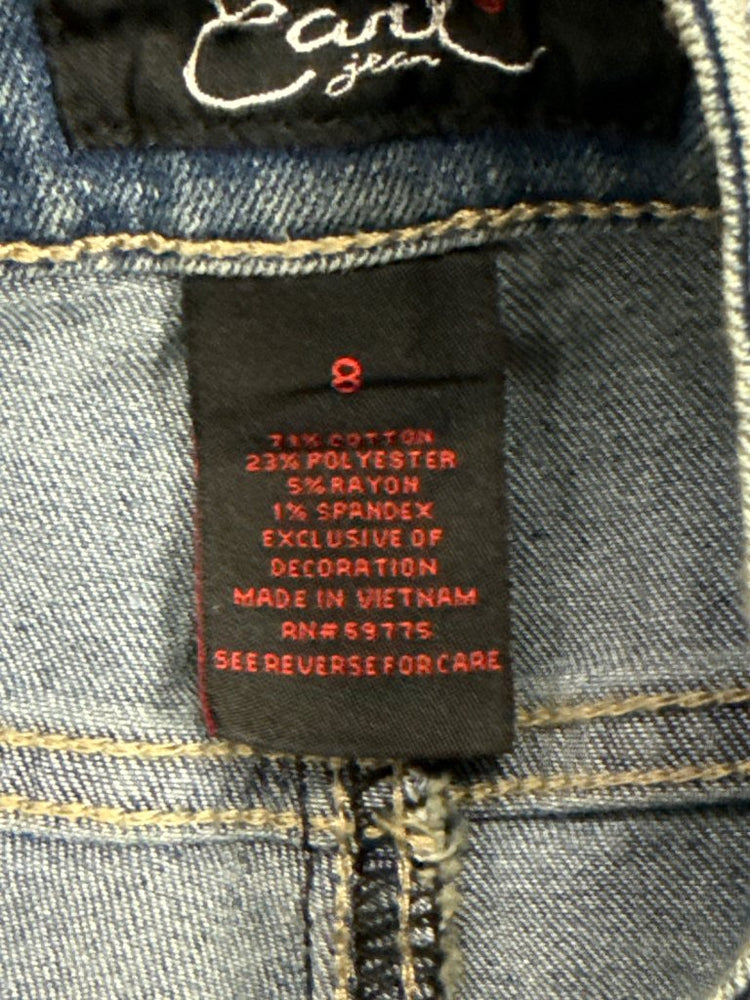 Earl
jean
8
71% COTTON
23% POLYESTER
5% RAYON
1% SPANDEX
EXCLUSIVE OF
DECORATION
MADE IN VIETNAM
RN# 59775
SEE REVERSE FOR CARE